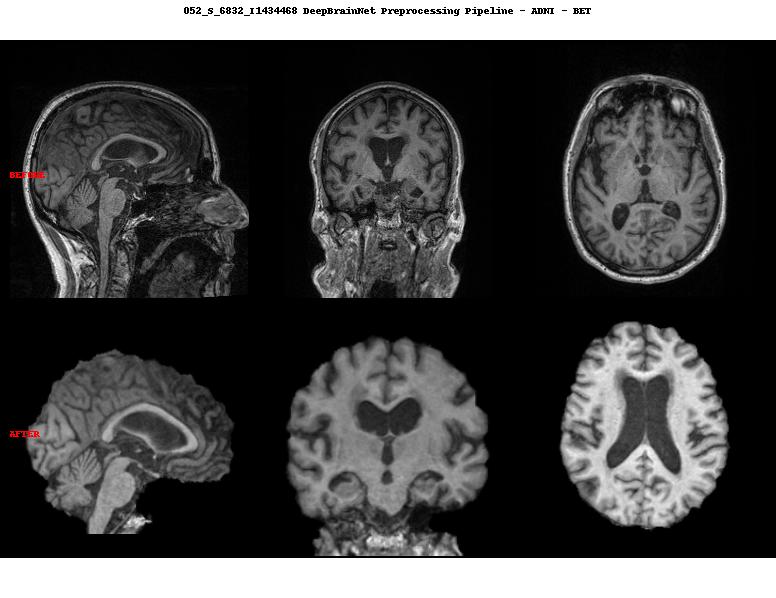 052_S_6832_I1434468 DeepBrainNet Preprocessing Pipeline - ADNI - BET
BEFORE
AFTER